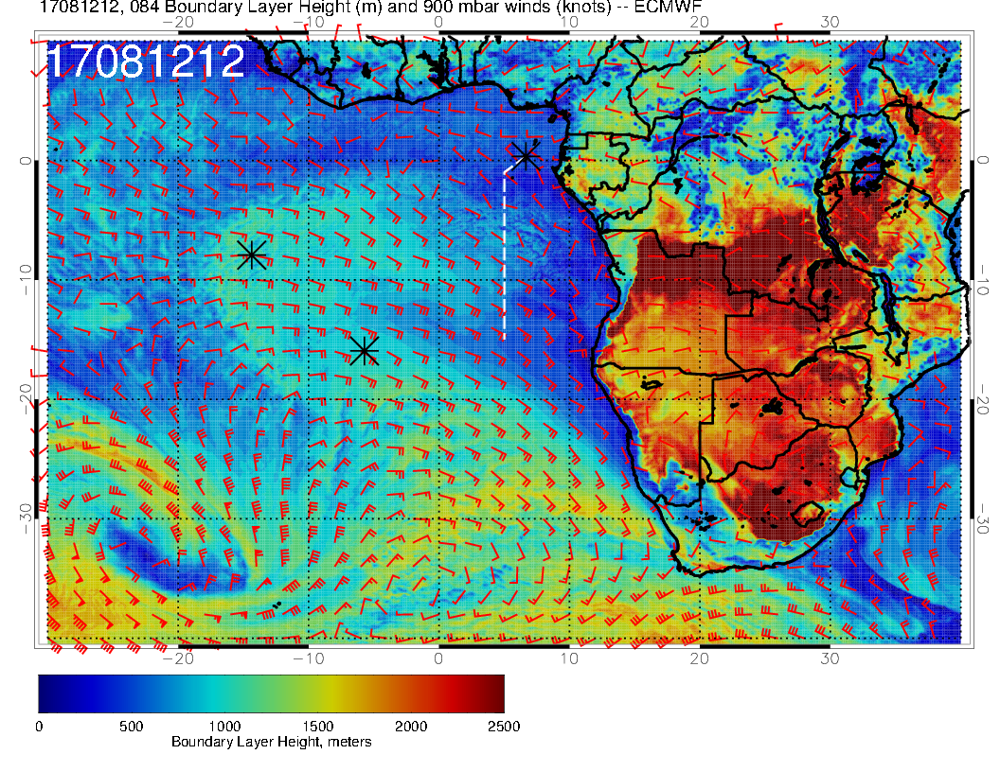 17081212, 084 Boundary Layer Height (m) and 900 mbar winds (knots) -- ECMWF
−20 −10 0 10 20 30
17081212
0 0
−10 −10
−20 −20
−30 −30
−20 −10 0 10 20 30
0 500 1000 1500 2000 2500
Boundary Layer Height, meters